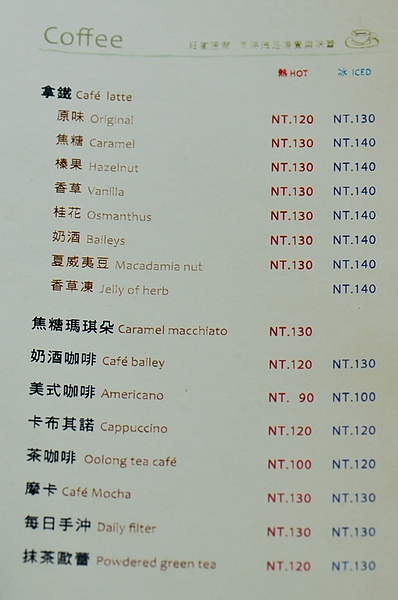 Coffee
熱 HOT 冰 ICED
拿鐵 Café latte
原味 Original NT.120 NT.130
焦糖 Caramel NT.130 NT.140
榛果 Hazelnut NT.130 NT.140
香草 Vanilla NT.130 NT.140
桂花 Osmanthus NT.130 NT.140
奶酒 Baileys NT.130 NT.140
夏威夷豆 Macadamia nut NT.130 NT.140
香草凍 Jelly of herb NT.140
焦糖瑪琪朵 Caramel macchiato NT.130
奶酒咖啡 Café bailey NT.120 NT.130
美式咖啡 Americano NT. 90 NT.100
卡布其諾 Cappuccino NT.120 NT.120
茶咖啡 Oolong tea café NT.100 NT.120
摩卡 Café Mocha NT.130 NT.130
每日手沖 Daily filter NT.130 NT.130
抹茶歐蕾 Powdered green tea NT.120 NT.130